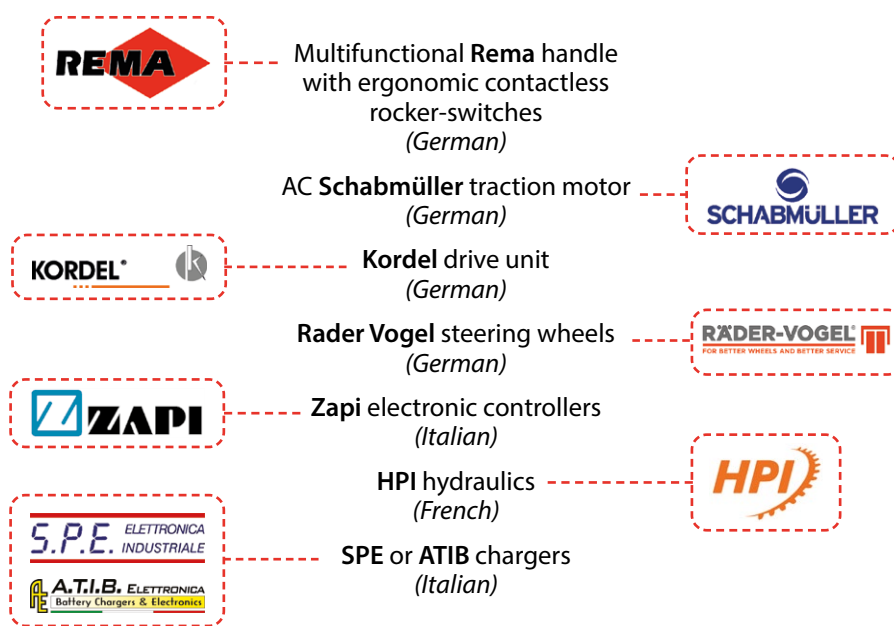 REMA
Multifunctional Rema handle
with ergonomic contactless
rocker-switches
(German)
AC Schabmüller traction motor
(German)
SCHABMÜLLER
KORDEL®
k
Kordel drive unit
(German)
Rader Vogel steering wheels
(German)
RÄDER-VOGEL®
FOR BETTER WHEELS AND BETTER SERVICE
Z ZAPI
Zapi electronic controllers
(Italian)
HPI hydraulics
(French)
HPI
S.P.E. ELETTRONICA
INDUSTRIALE
SPE or ATIB chargers
(Italian)
AE A.T.I.B. ELETTRONICA
Battery Chargers & Electronics